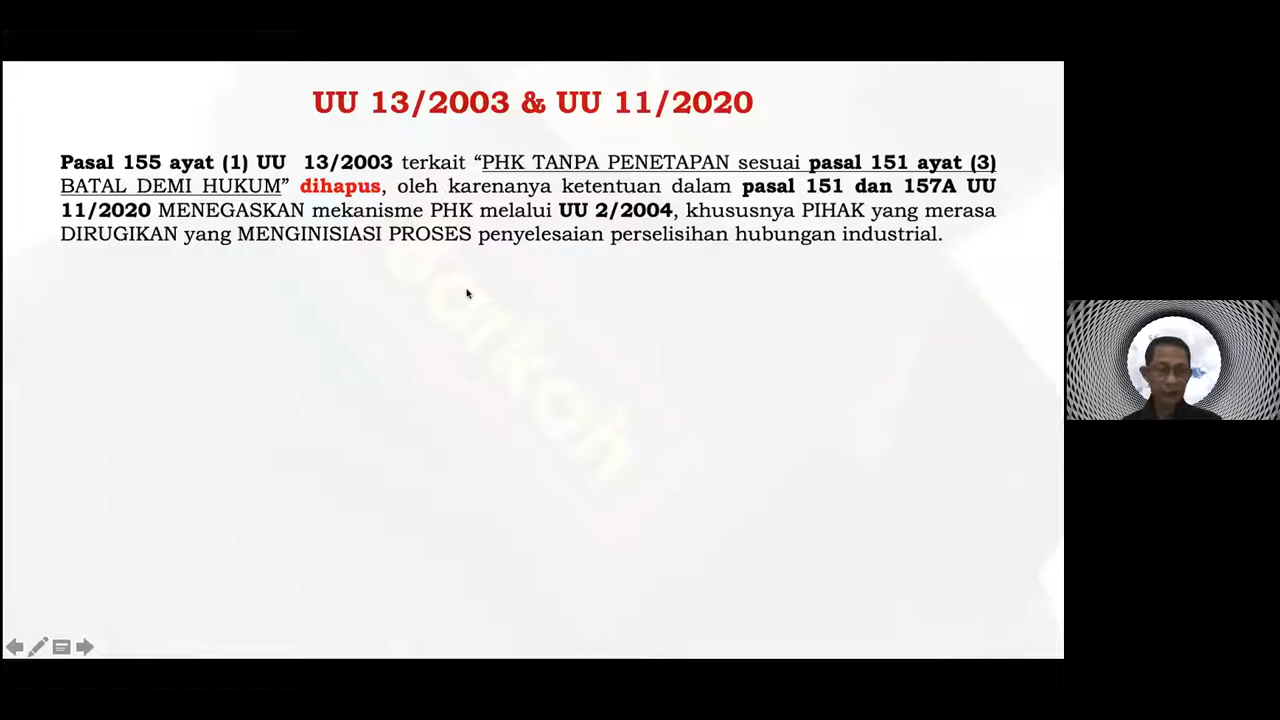 UU 13/2003 & UU 11/2020
Pasal 155 ayat (1) UU 13/2003 terkait “PHK TANPA PENETAPAN sesuai pasal 151 ayat (3)
BATAL DEMI HUKUM” dihapus, oleh karenanya ketentuan dalam pasal 151 dan 157A UU
11/2020 MENEGASKAN mekanisme PHK melalui UU 2/2004, khususnya PIHAK yang merasa
DIRUGIKAN yang MENGINISIASI PROSES penyelesaian perselisihan hubungan industrial.